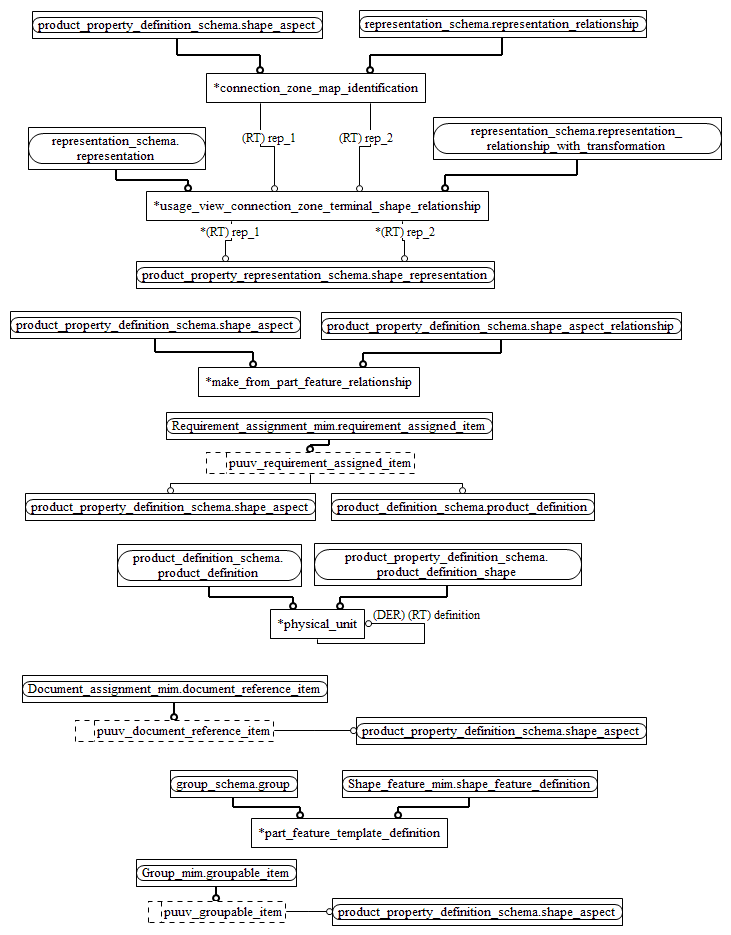 product_property_definition_schema.shape_aspect
representation_schema.representation_relationship
*connection_zone_map_identification
(RT) rep_1
(RT) rep_2
representation_schema.
representation
representation_schema.representation_
relationship_with_transformation
*usage_view_connection_zone_terminal_shape_relationship
*(RT) rep_1
*(RT) rep_2
product_property_representation_schema.shape_representation
product_property_definition_schema.shape_aspect
product_property_definition_schema.shape_aspect_relationship
*make_from_part_feature_relationship
Requirement_assignment_mim.requirement_assigned_item
puuv_requirement_assigned_item
product_property_definition_schema.shape_aspect
product_definition_schema.product_definition
product_definition_schema.
product_definition
product_property_definition_schema.
product_definition_shape
*physical_unit
(DER) (RT) definition
Document_assignment_mim.document_reference_item
puuv_document_reference_item
product_property_definition_schema.shape_aspect
group_schema.group
Shape_feature_mim.shape_feature_definition
*part_feature_template_definition
Group_mim.groupable_item
puuv_groupable_item
product_property_definition_schema.shape_aspect